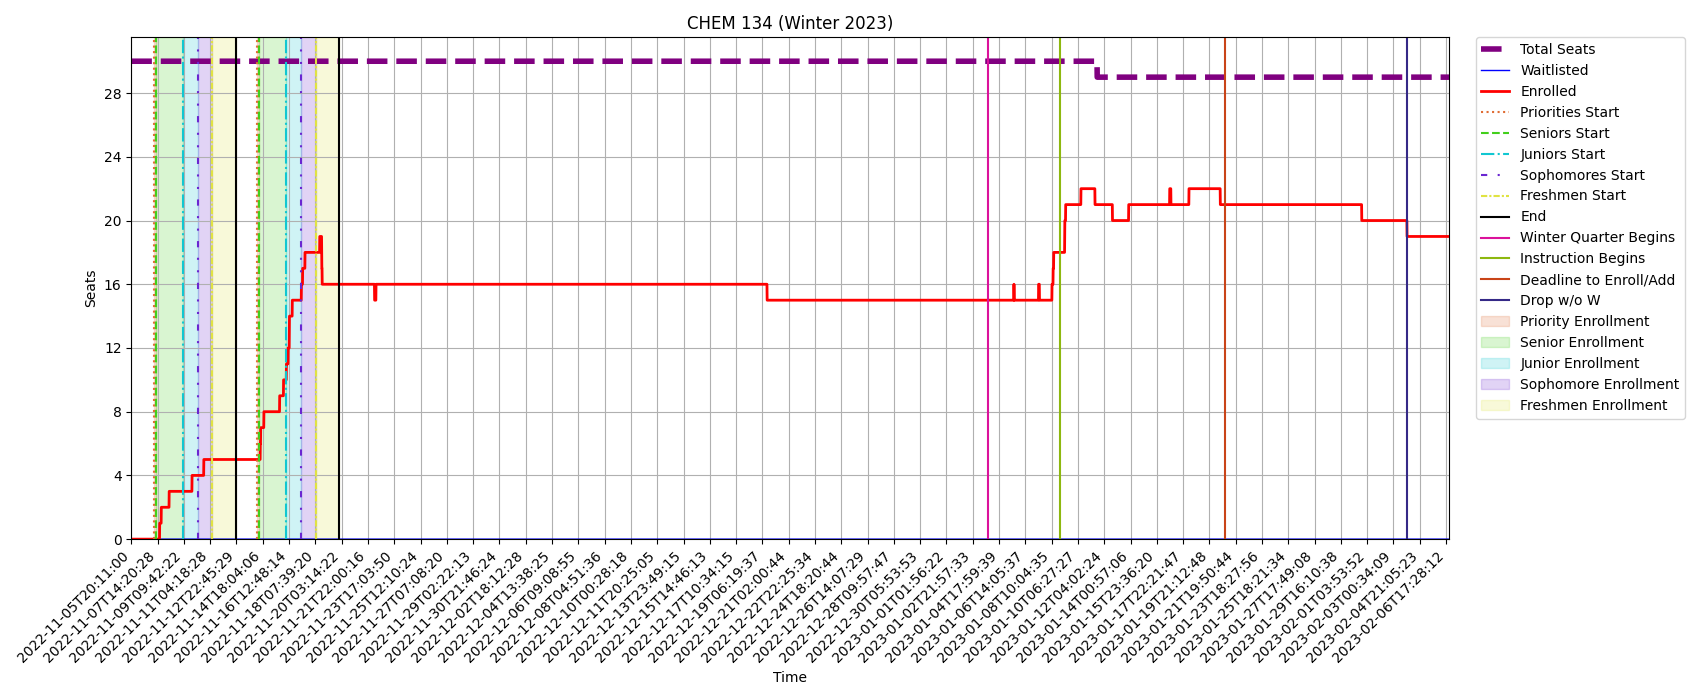 CHEM 134 (Winter 2023)
Seats
28
24
20
16
12
8
4
0
2022-11-05T20:11:00
2022-11-07T14:20:28
2022-11-09T09:42:22
2022-11-11T04:18:28
2022-11-12T22:45:29
2022-11-14T18:04:06
2022-11-16T12:48:14
2022-11-18T07:39:20
2022-11-20T03:14:22
2022-11-21T22:00:16
2022-11-23T17:03:50
2022-11-25T12:10:24
2022-11-27T07:08:20
2022-11-29T02:22:13
2022-11-30T21:46:24
2022-12-02T18:12:28
2022-12-04T13:38:25
2022-12-06T09:08:55
2022-12-08T04:51:36
2022-12-10T00:28:18
2022-12-11T20:25:05
2022-12-13T23:49:15
2022-12-15T14:46:13
2022-12-17T10:34:15
2022-12-19T06:19:37
2022-12-21T02:00:44
2022-12-22T22:25:34
2022-12-24T18:20:44
2022-12-26T14:07:29
2022-12-28T09:57:47
2022-12-30T05:53:53
2023-01-01T01:56:22
2023-01-02T21:57:33
2023-01-04T17:59:39
2023-01-06T14:05:37
2023-01-08T10:04:35
2023-01-10T06:27:27
2023-01-12T04:02:24
2023-01-14T00:57:06
2023-01-15T23:36:20
2023-01-17T22:21:47
2023-01-19T21:12:48
2023-01-21T19:50:44
2023-01-23T18:27:56
2023-01-25T18:21:34
2023-01-27T17:49:08
2023-01-29T16:10:38
2023-02-01T03:53:52
2023-02-03T00:34:09
2023-02-04T21:05:23
2023-02-06T17:28:12
Time
Total Seats
Waitlisted
Enrolled
Priorities Start
Seniors Start
Juniors Start
Sophomores Start
Freshmen Start
End
Winter Quarter Begins
Instruction Begins
Deadline to Enroll/Add
Drop w/o W
Priority Enrollment
Senior Enrollment
Junior Enrollment
Sophomore Enrollment
Freshmen Enrollment